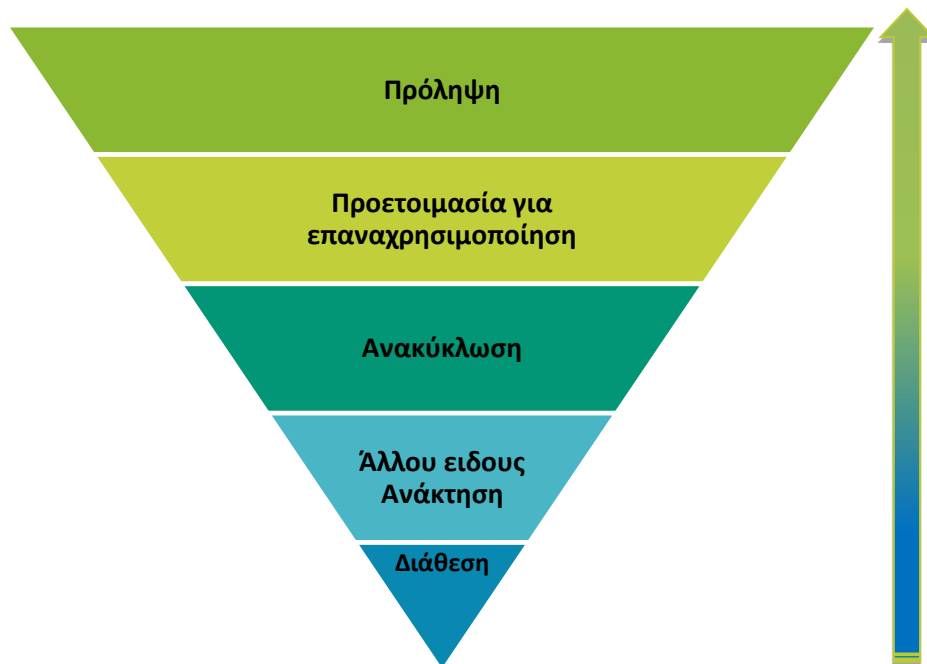 Πρόληψη
Προετοιμασία για
επαναχρησιμοποίηση
Ανακύκλωση
Άλλου ειδους
Ανάκτηση
Διάθεση